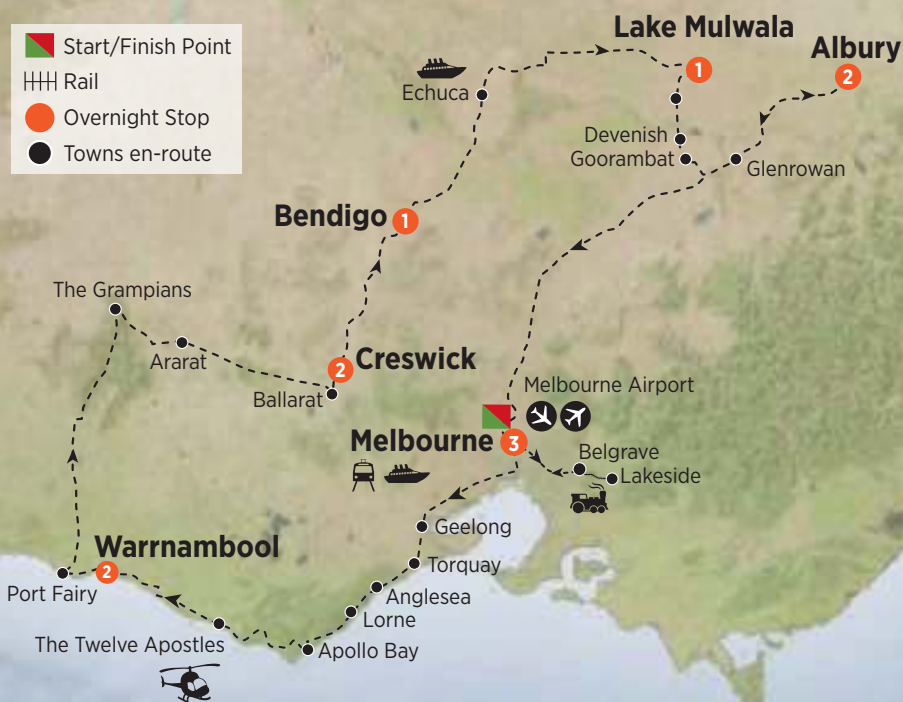 Start/Finish Point
Rail
Overnight Stop
Towns en-route
Lake Mulwala
1
Albury
2
Echuca
Devenish
Goorambat
Glenrowan
Bendigo
1
The Grampians
Ararat
Creswick
2
Ballarat
Melbourne Airport
Melbourne
3
Belgrave
Lakeside
Geelong
Torquay
Anglesea
Lorne
Apollo Bay
Warrnambool
2
Port Fairy
The Twelve Apostles